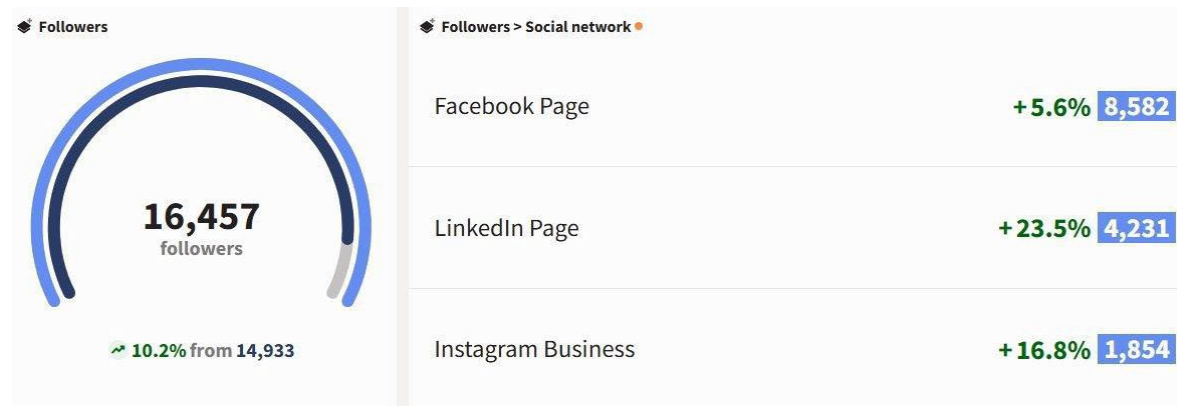 Followers
16,457
followers
10.2% from 14,933
Followers > Social network
Facebook Page +5.6% 8,582
LinkedIn Page +23.5% 4,231
Instagram Business +16.8% 1,854